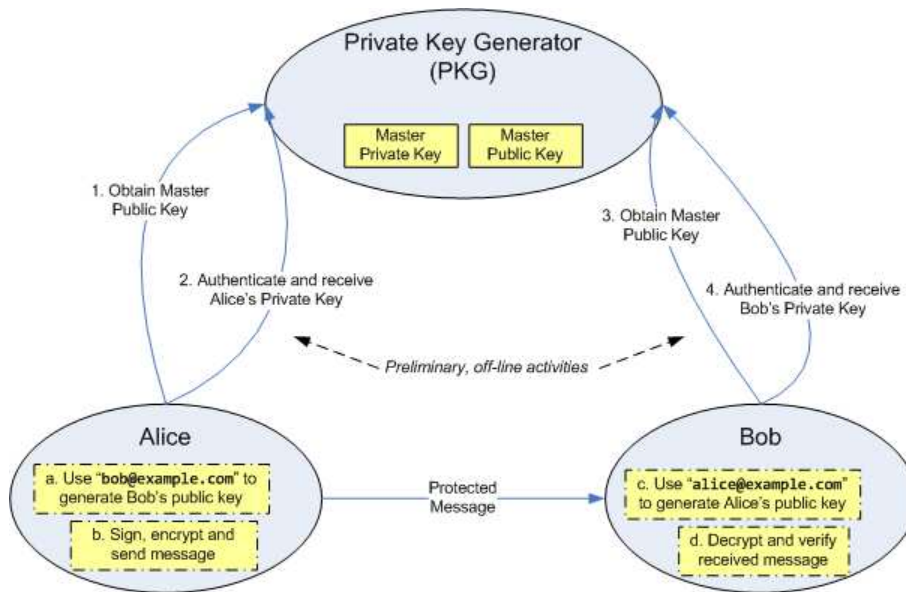 Private Key Generator
(PKG)
Master
Private Key
Master
Public Key
1. Obtain Master
Public Key
2. Authenticate and receive
Alice's Private Key
3. Obtain Master
Public Key
4. Authenticate and receive
Bob's Private Key
Preliminary, off-line activities
Alice
a. Use "bob@example.com" to
generate Bob's public key
b. Sign, encrypt and
send message
Protected
Message
Bob
c. Use "alice@example.com"
to generate Alice's public key
d. Decrypt and verify
received message